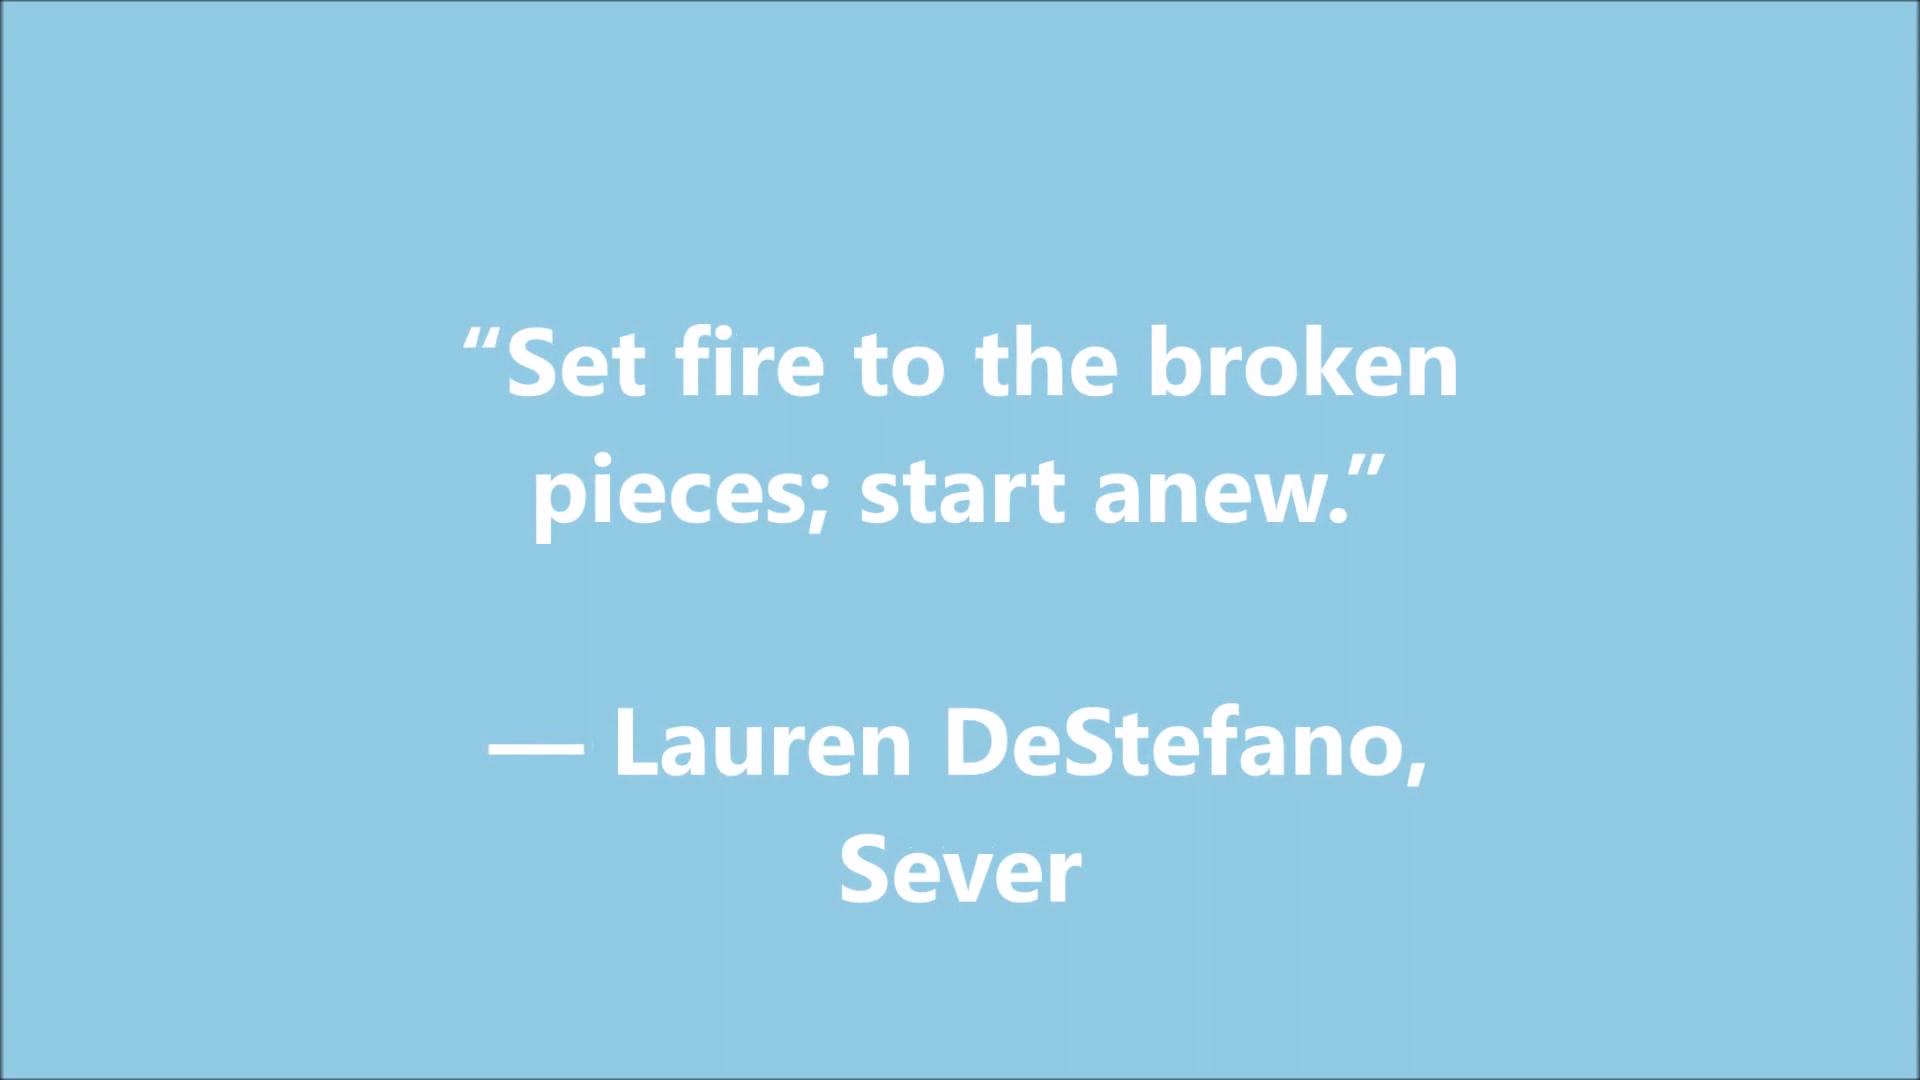 “Set fire to the broken
pieces; start anew.”
— Lauren DeStefano,
Sever